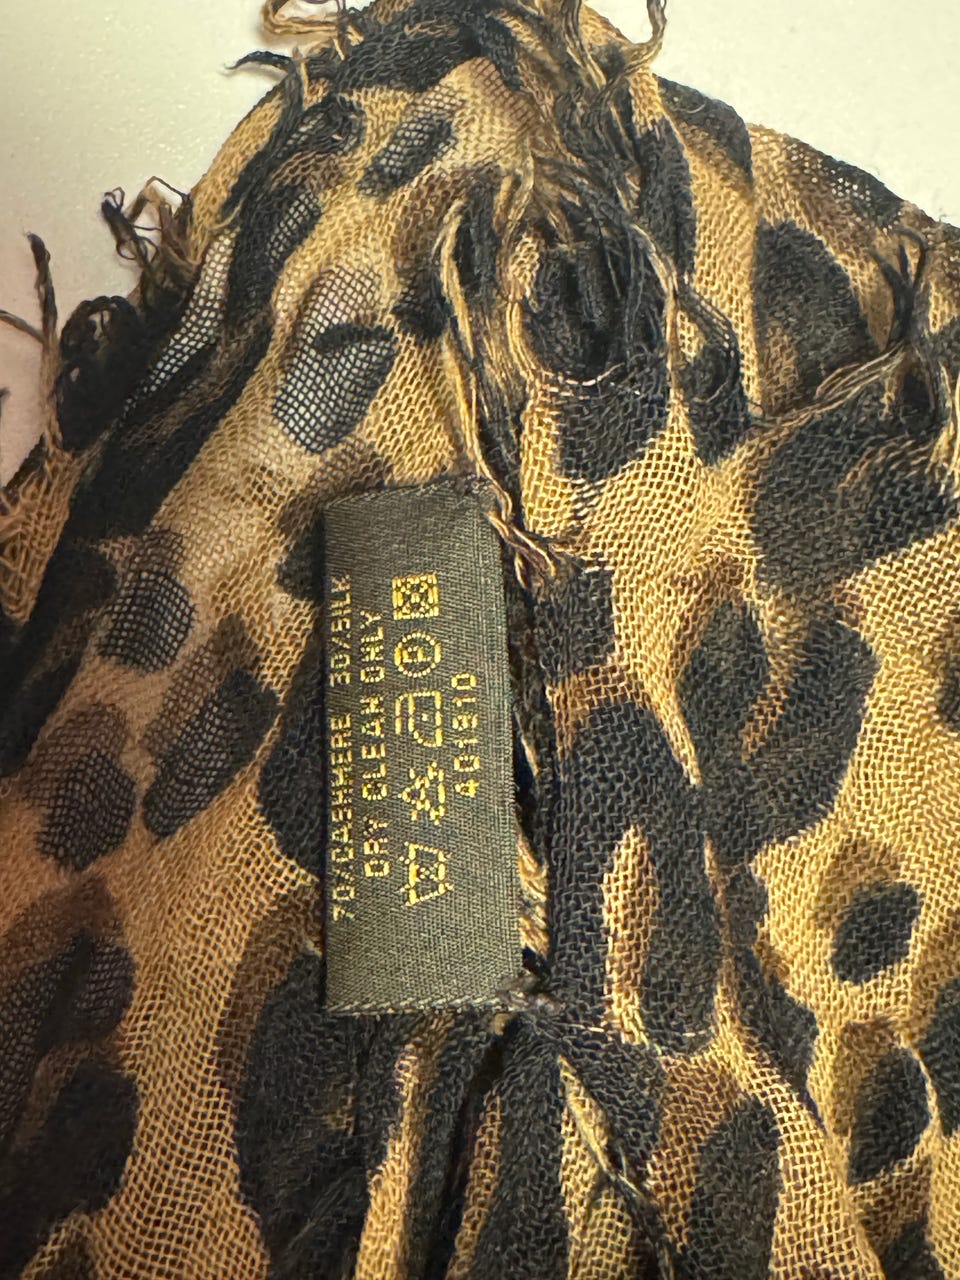 70/CASHMERE 30/SILK
DRY CLEAN ONLY
P
401310